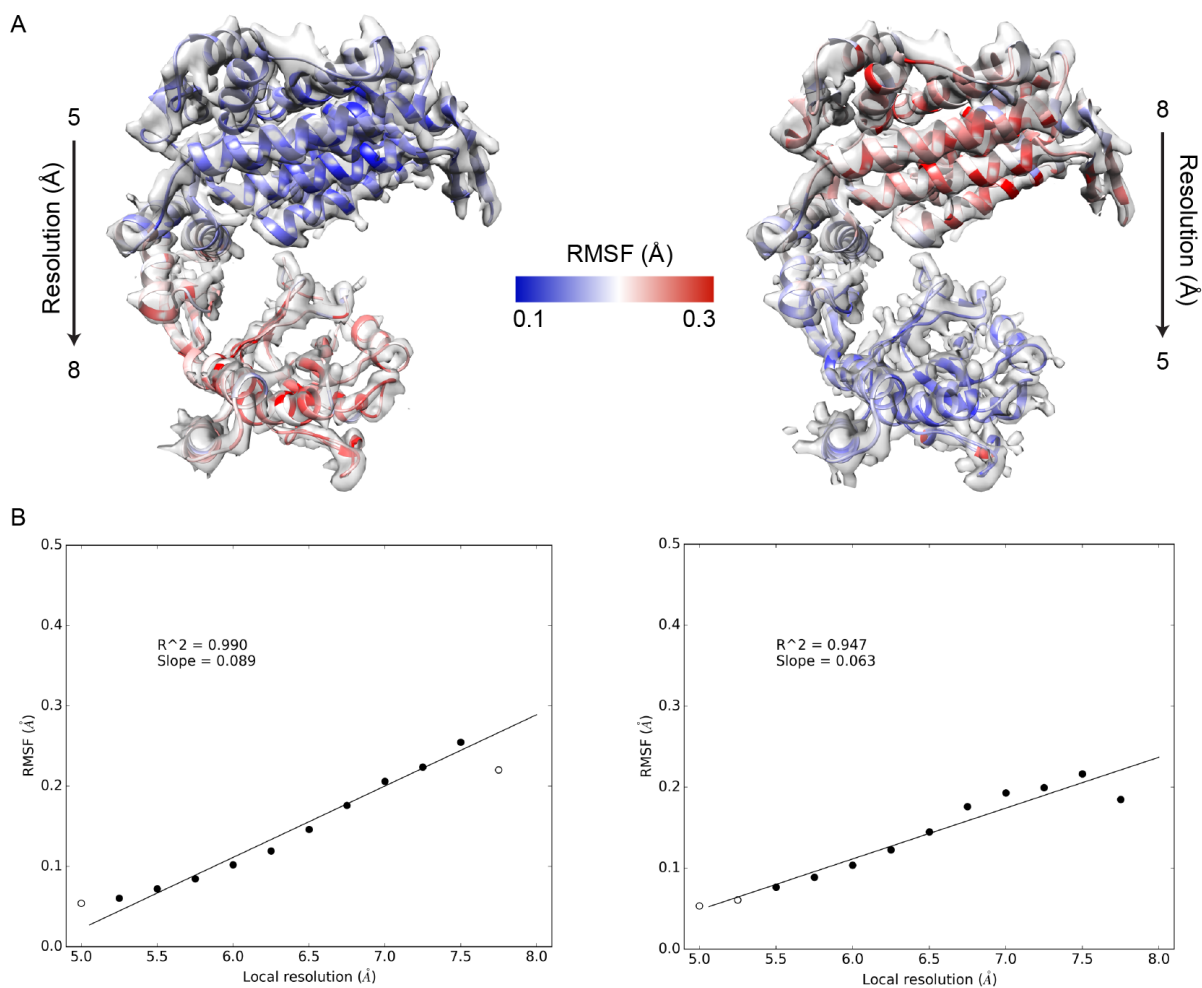 A
5
Resolution (Å)
8
RMSF (Å)
0.1
0.3
8
Resolution (Å)
5
B
0.5
0.4
0.3
0.2
0.1
0.0
RMSF (Å)
R^2 = 0.990
Slope = 0.089
5.0 5.5 6.0 6.5 7.0 7.5 8.0
Local resolution (Å)
0.5
0.4
0.3
0.2
0.1
0.0
RMSF (Å)
R^2 = 0.947
Slope = 0.063
5.0 5.5 6.0 6.5 7.0 7.5 8.0
Local resolution (Å)